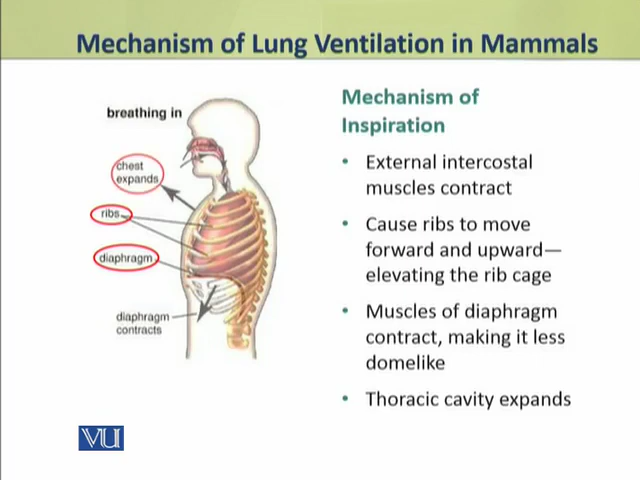 Mechanism of Lung Ventilation in Mammals
breathing in
chest
expands
ribs
diaphragm
diaphragm
contracts
Mechanism of
Inspiration
• External intercostal
muscles contract
• Cause ribs to move
forward and upward—
elevating the rib cage
• Muscles of diaphragm
contract, making it less
domelike
• Thoracic cavity expands
VU